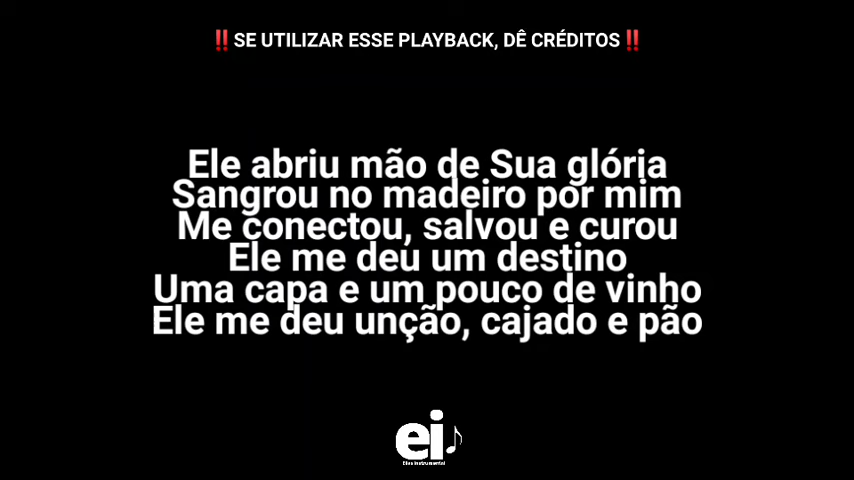 ‼️SE UTILIZAR ESSE PLAYBACK, DÊ CRÉDITOS‼️
Ele abriu mão de Sua glória
Sangrou no madeiro por mim
Me conectou, salvou e curou
Ele me deu um destino
Uma capa e um pouco de vinho
Ele me deu unção, cajado e pão
ei